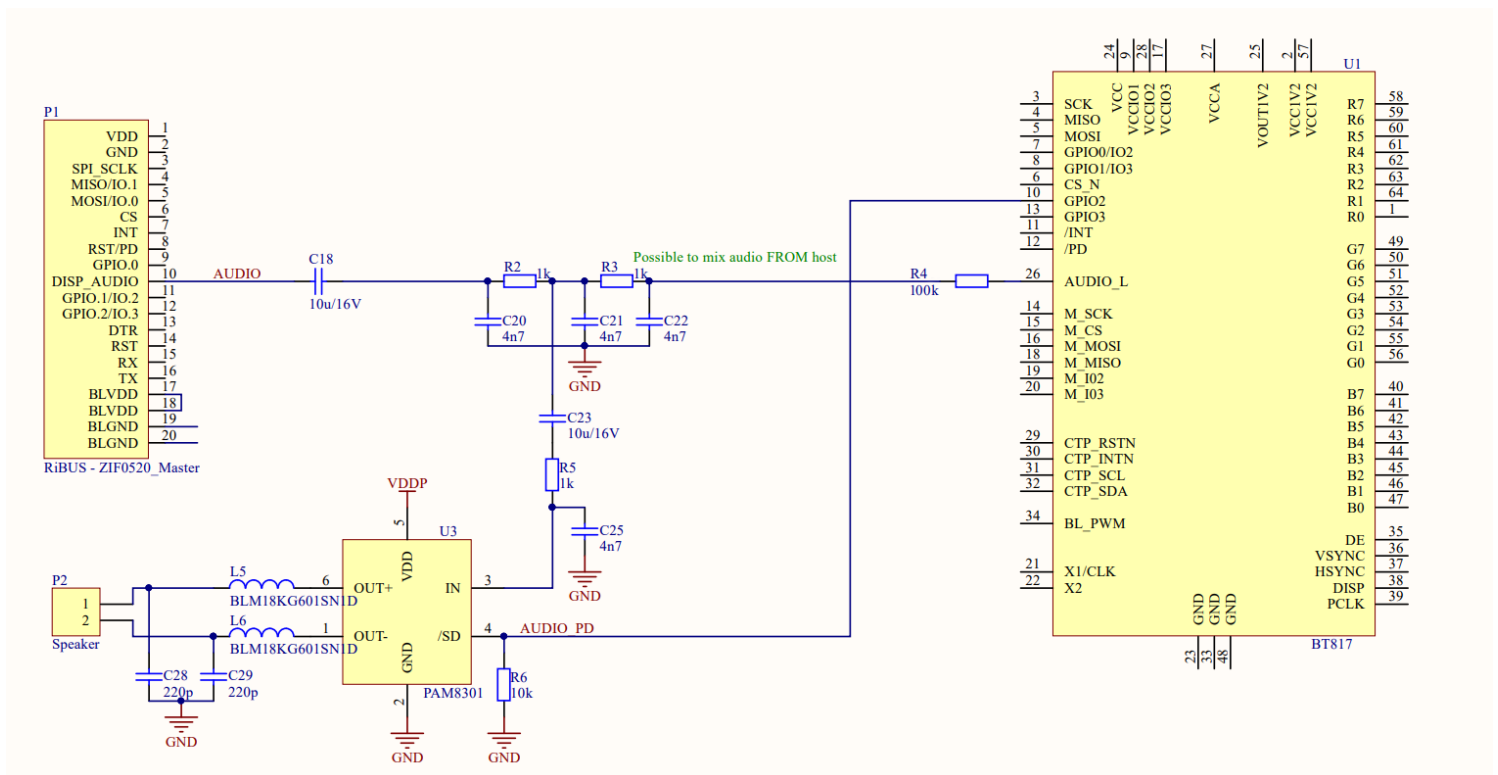 P1
VDD 1
GND 2
SPI_SCLK 3
MISO/IO.1 4
MOSI/IO.0 5
CS 6
INT 7
RST/PD 8
GPIO.0 9
DISP_AUDIO 10
GPIO.1/IO.2 11
GPIO.2/IO.3 12
DTR 13
RST 14
RX 15
TX 16
BLVDD 17
BLVDD 18
BLGND 19
BLGND 20
RiBUS - ZIF0520_Master
AUDIO
C18
10u/16V
R2
1k
R3
1k
Possible to mix audio FROM host
R4
100k
C20
4n7
C21
4n7
C22
4n7
GND
C23
10u/16V
R5
1k
C25
4n7
GND
VDDP
5
U3
VDD
6 OUT+
1 OUT-
IN 3
/SD 4
GND
2
PAM8301
GND
AUDIO_PD
R6
10k
GND
P2
1
2
Speaker
L5
BLM18KG601SN1D
L6
BLM18KG601SN1D
C28
220p
C29
220p
GND
U1
24 VCC
9 VCCIO1
28 VCCIO2
17 VCCIO3
27 VCCA
25 VOUT1V2
2 VCC1V2
57 VCC1V2
3 SCK
4 MISO
5 MOSI
7 GPIO0/IO2
8 GPIO1/IO3
6 CS_N
10 GPIO2
13 GPIO3
11 /INT
12 /PD
26 AUDIO_L
14 M_SCK
15 M_CS
16 M_MOSI
18 M_MISO
19 M_I02
20 M_I03
29 CTP_RSTN
30 CTP_INTN
31 CTP_SCL
32 CTP_SDA
34 BL_PWM
21 X1/CLK
22 X2
R7 58
R6 59
R5 60
R4 61
R3 62
R2 63
R1 64
R0 1
G7 49
G6 50
G5 51
G4 52
G3 53
G2 54
G1 55
G0 56
B7 40
B6 41
B5 42
B4 43
B3 44
B2 45
B1 46
B0 47
DE 35
VSYNC 36
HSYNC 37
DISP 38
PCLK 39
GND 23
GND 33
GND 48
BT817